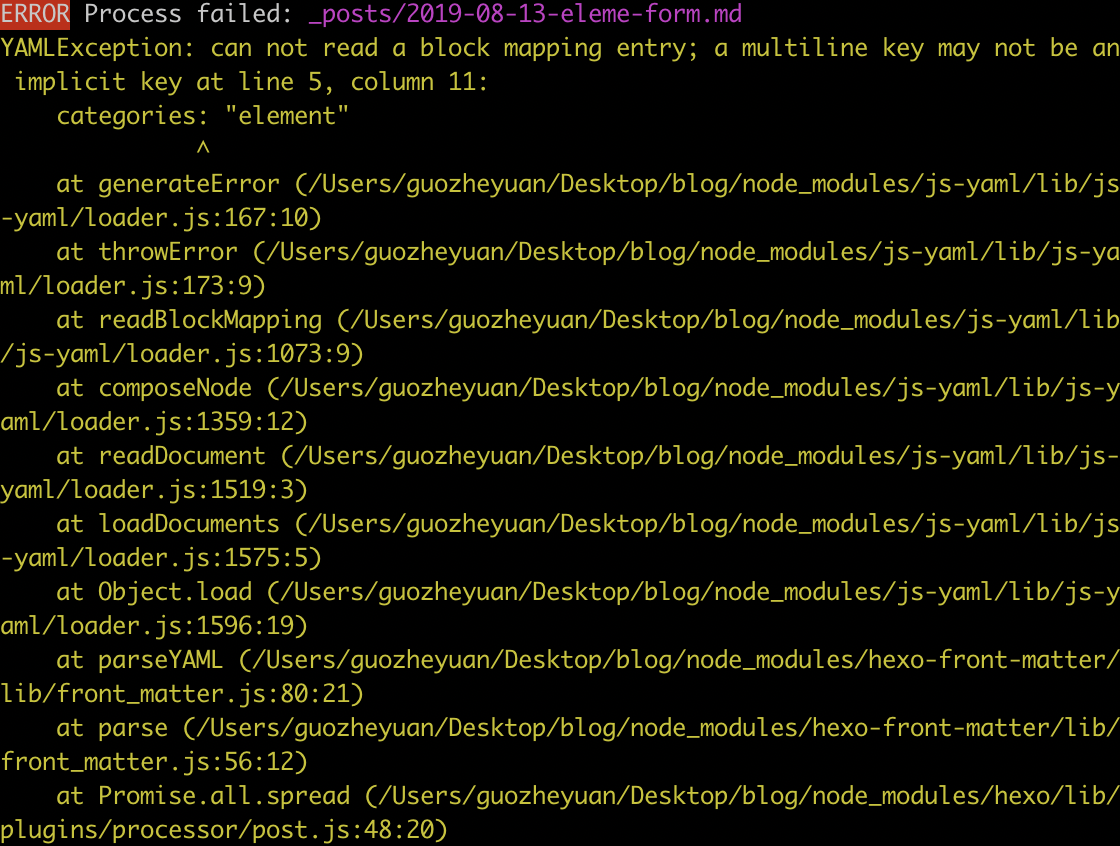 ERROR Process failed: _posts/2019-08-13-eleme-form.md
YAMLException: can not read a block mapping entry; a multiline key may not be an
 implicit key at line 5, column 11:
    categories: "element"
              ^
    at generateError (/Users/guozheyuan/Desktop/blog/node_modules/js-yaml/lib/js
-yaml/loader.js:167:10)
    at throwError (/Users/guozheyuan/Desktop/blog/node_modules/js-yaml/lib/js-ya
ml/loader.js:173:9)
    at readBlockMapping (/Users/guozheyuan/Desktop/blog/node_modules/js-yaml/lib
/js-yaml/loader.js:1073:9)
    at composeNode (/Users/guozheyuan/Desktop/blog/node_modules/js-yaml/lib/js-y
aml/loader.js:1359:12)
    at readDocument (/Users/guozheyuan/Desktop/blog/node_modules/js-yaml/lib/js-
yaml/loader.js:1519:3)
    at loadDocuments (/Users/guozheyuan/Desktop/blog/node_modules/js-yaml/lib/js
-yaml/loader.js:1575:5)
    at Object.load (/Users/guozheyuan/Desktop/blog/node_modules/js-yaml/lib/js-y
aml/loader.js:1596:19)
    at parseYAML (/Users/guozheyuan/Desktop/blog/node_modules/hexo-front-matter/
lib/front_matter.js:80:21)
    at parse (/Users/guozheyuan/Desktop/blog/node_modules/hexo-front-matter/lib/
front_matter.js:56:12)
    at Promise.all.spread (/Users/guozheyuan/Desktop/blog/node_modules/hexo/lib/
plugins/processor/post.js:48:20)